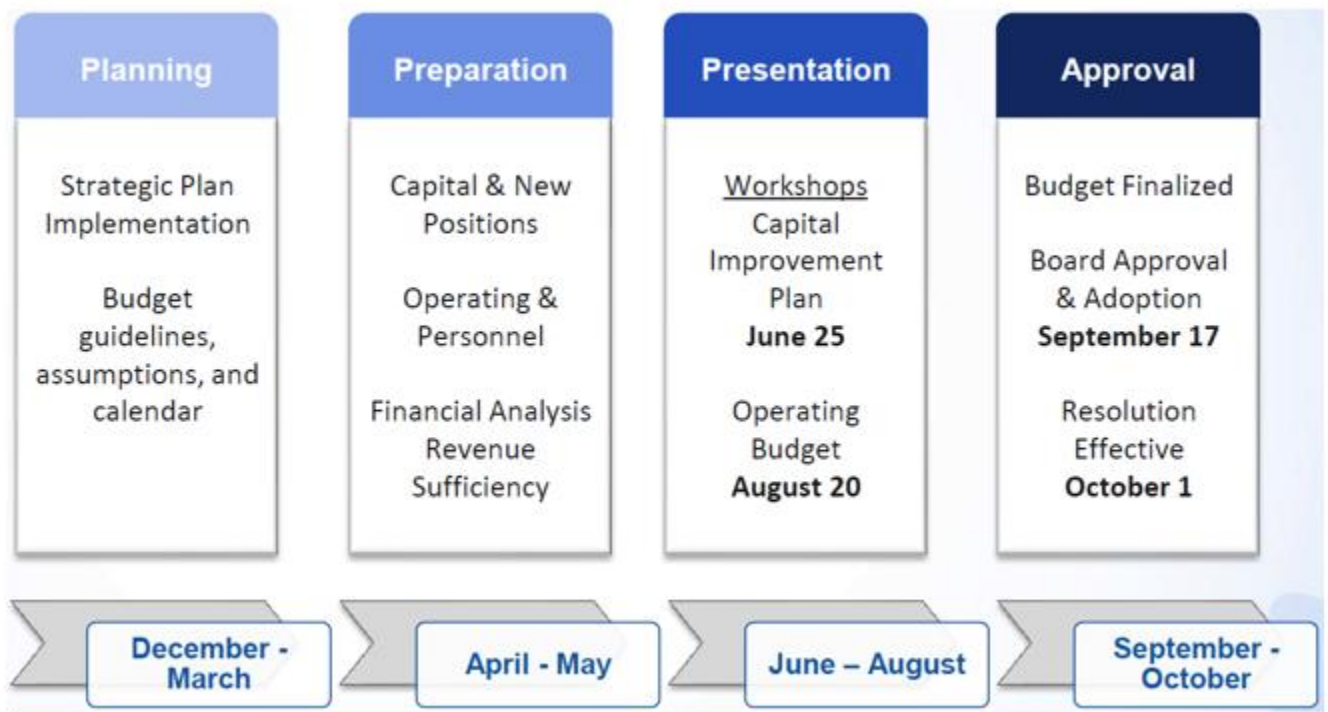 Planning
Strategic Plan
Implementation
Budget
guidelines,
assumptions, and
calendar
December -
March
Preparation
Capital & New
Positions
Operating &
Personnel
Financial Analysis
Revenue
Sufficiency
April - May
Presentation
Workshops
Capital
Improvement
Plan
June 25
Operating
Budget
August 20
June – August
Approval
Budget Finalized
Board Approval
& Adoption
September 17
Resolution
Effective
October 1
September -
October